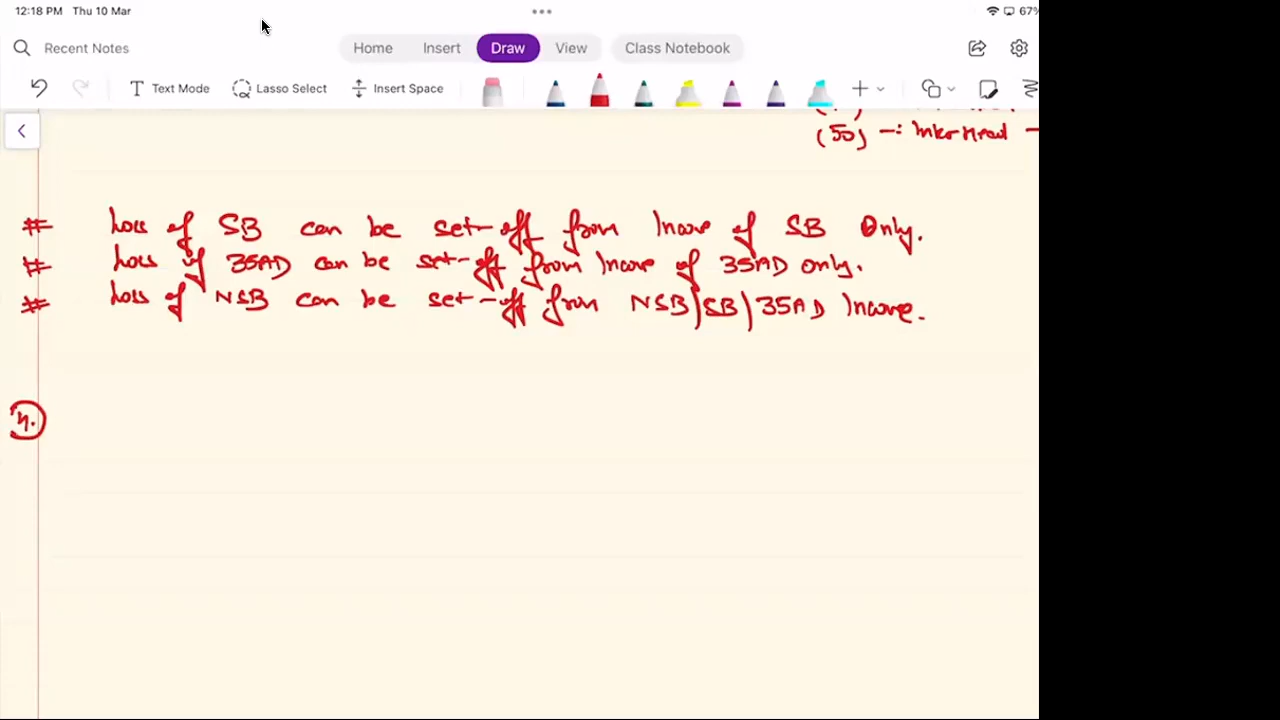 12:18 PM Thu 10 Mar
67%
Recent Notes
Home Insert Draw View Class Notebook
Text Mode Lasso Select Insert Space
(50) -: Inter Head -
# Loss of SB can be set-off from Income of SB Only.
# Loss of 35AD can be set-off from Income of 35AD only.
# Loss of NSB can be set-off from NSB|SB|35AD Income.
4.